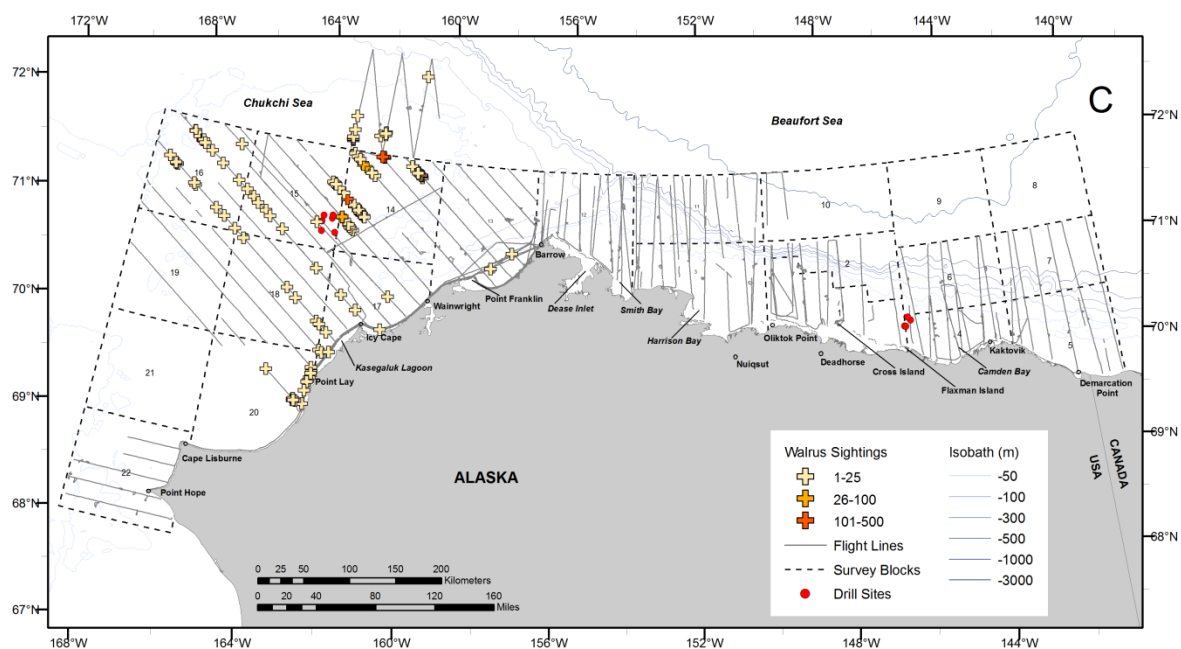 172°W 168°W 164°W 160°W 156°W 152°W 148°W 144°W 140°W
72°N 72°N
Chukchi Sea
Beaufort Sea
C
71°N 71°N
16 15 14 10 9 8
Barrow
19 18 17 2 6 7
70°N 70°N
Wainwright
Point Franklin
Dease Inlet
Smith Bay
Icy Cape
Harrison Bay
Oliktok Point
Kaktovik
Kasegaluk Lagoon
Nuiqsut
Deadhorse
Cross Island
Camden Bay
4 5
21
Point Lay
Flaxman Island
Demarcation
Point
69°N 69°N
20
Cape Lisburne
22
Point Hope
ALASKA
CANADA
USA
68°N 68°N
67°N
Walrus Sightings
1-25
26-100
101-500
Flight Lines
Survey Blocks
Drill Sites
Isobath (m)
-50
-100
-300
-500
-1000
-3000
0 25 50 100 150 200
Kilometers
0 20 40 80 120 160
Miles
168°W 164°W 160°W 156°W 152°W 148°W 144°W